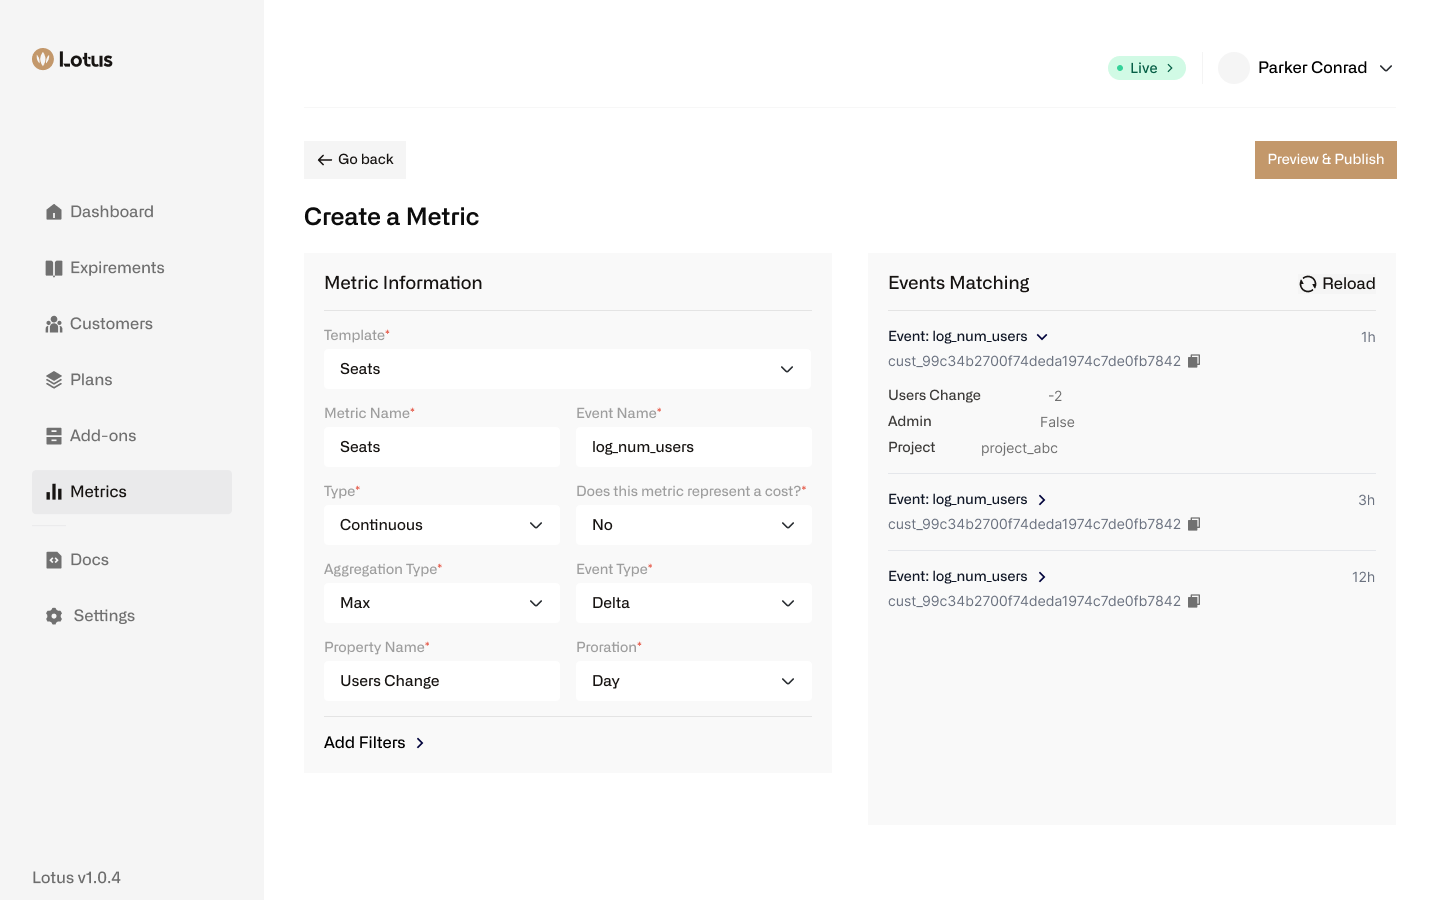 Lotus
Live
Parker Conrad
Go back
Preview & Publish
Dashboard
Expirements
Customers
Plans
Add-ons
Metrics
Docs
Settings
Lotus v1.0.4
Create a Metric
Metric Information
Template*
Seats
Metric Name*
Event Name*
Seats
log_num_users
Type*
Does this metric represent a cost?*
Continuous
No
Aggregation Type*
Event Type*
Max
Delta
Property Name*
Proration*
Users Change
Day
Add Filters
Events Matching
Reload
Event: log_num_users
1h
cust_99c34b2700f74deda1974c7de0fb7842
Users Change -2
Admin False
Project project_abc
Event: log_num_users
3h
cust_99c34b2700f74deda1974c7de0fb7842
Event: log_num_users
12h
cust_99c34b2700f74deda1974c7de0fb7842